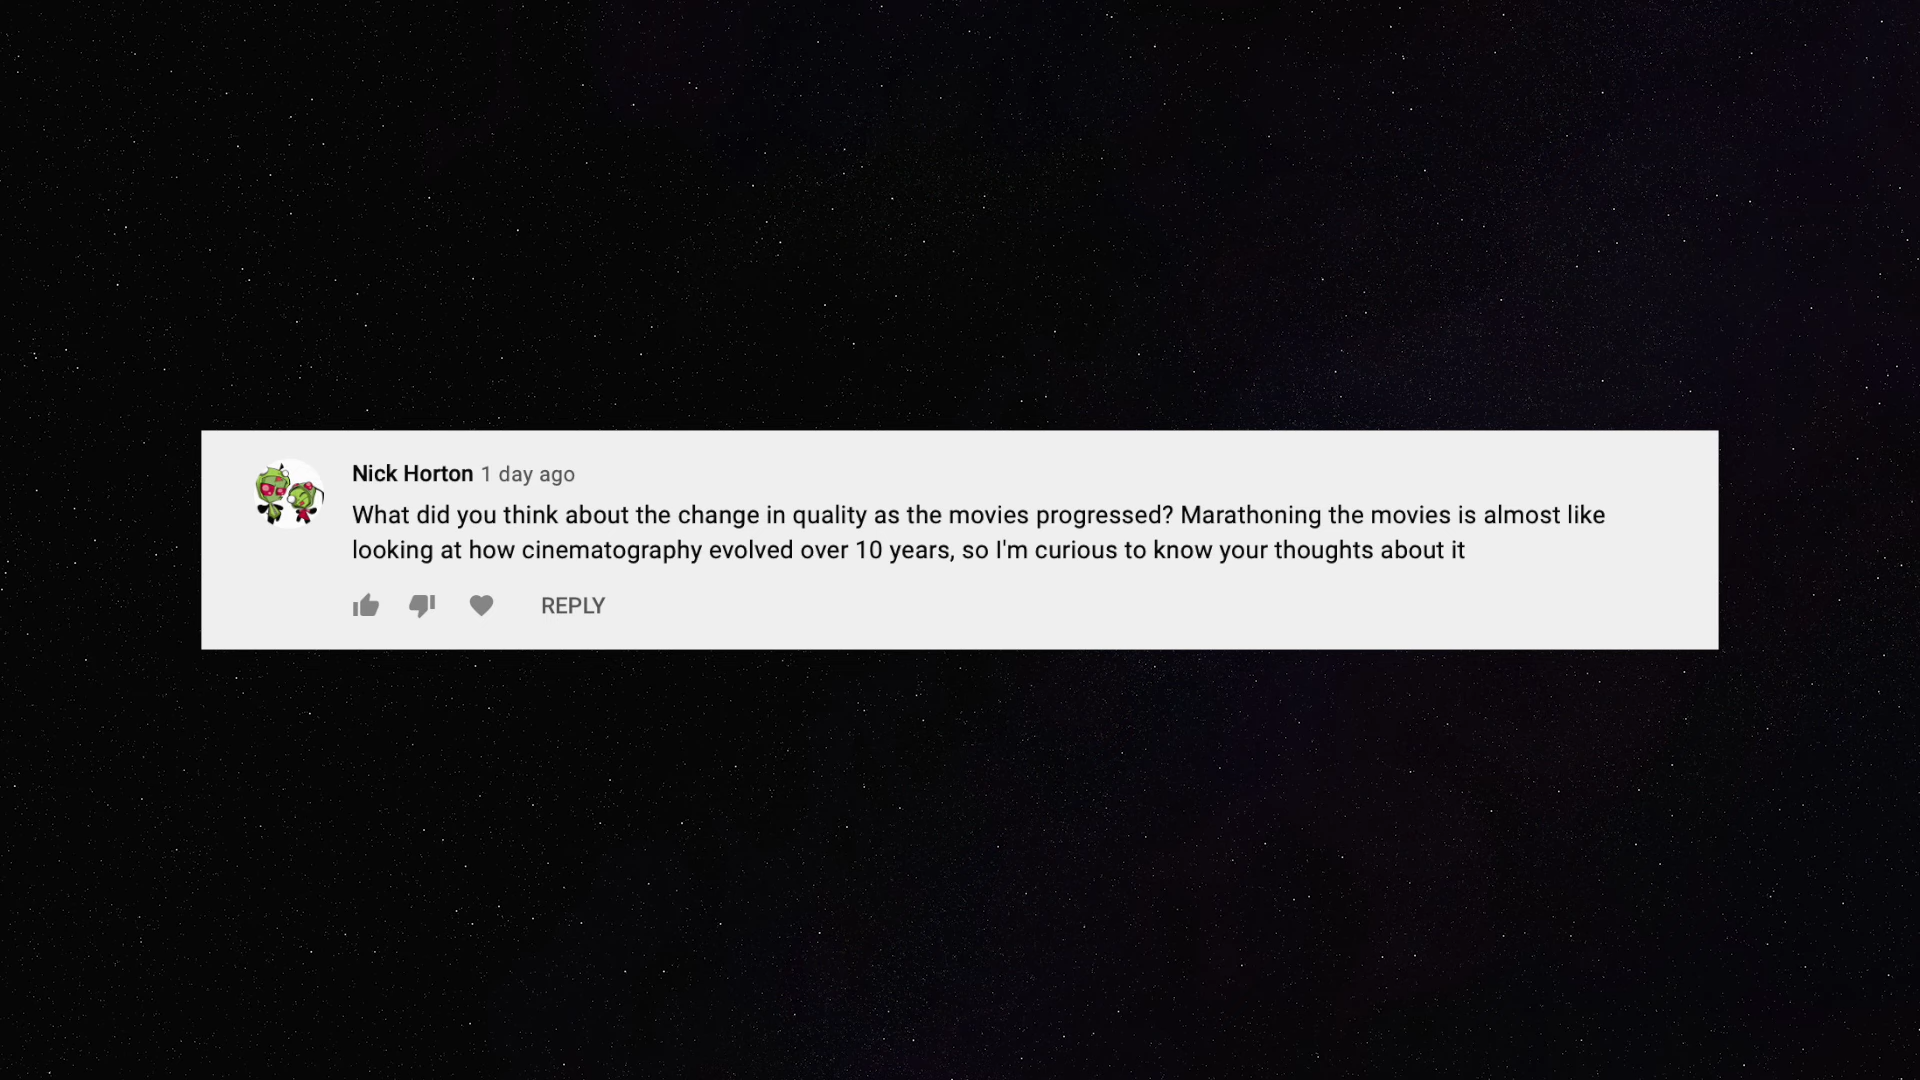 Nick Horton 1 day ago
What did you think about the change in quality as the movies progressed? Marathoning the movies is almost like
looking at how cinematography evolved over 10 years, so I'm curious to know your thoughts about it
REPLY